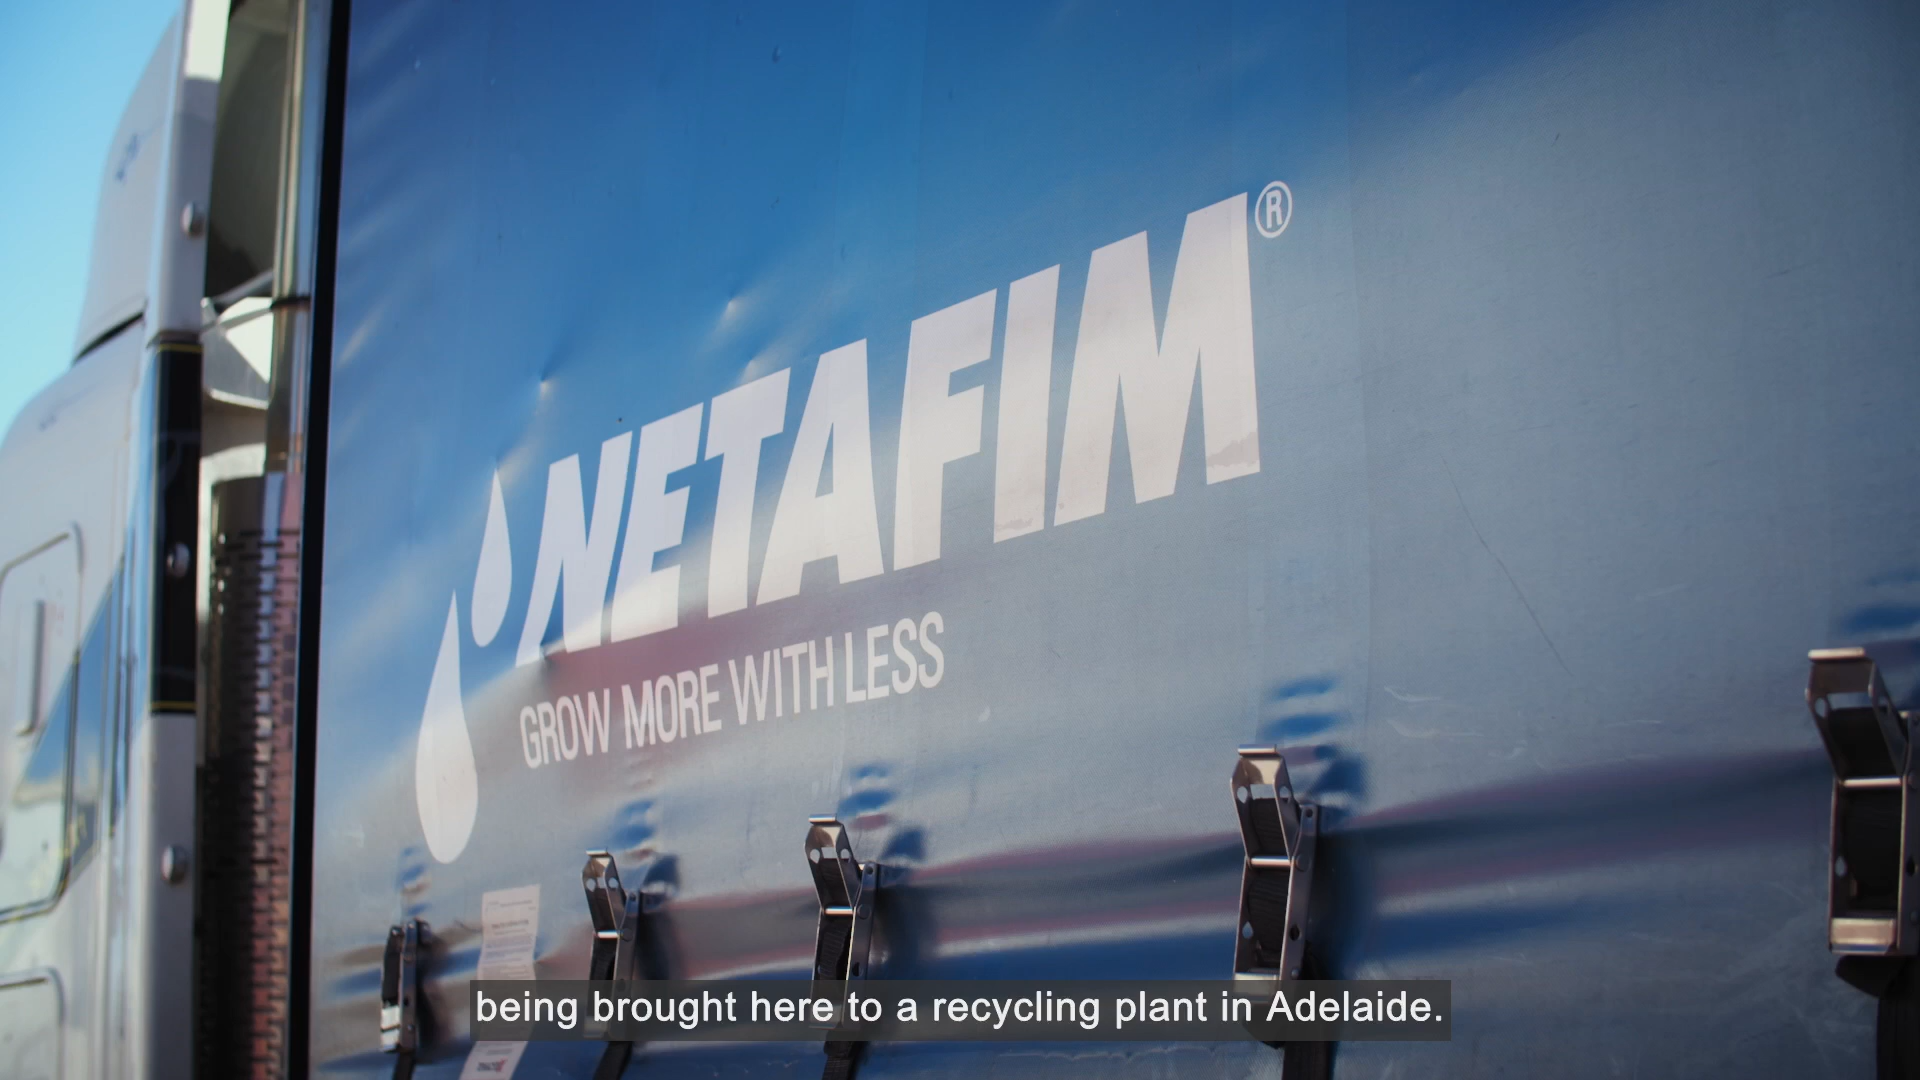 NETAFIM®
GROW MORE WITH LESS
being brought here to a recycling plant in Adelaide.